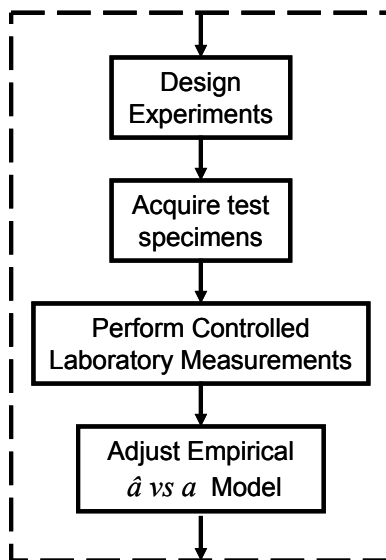 Design
Experiments
Acquire test
specimens
Perform Controlled
Laboratory Measurements
Adjust Empirical
â vs a Model